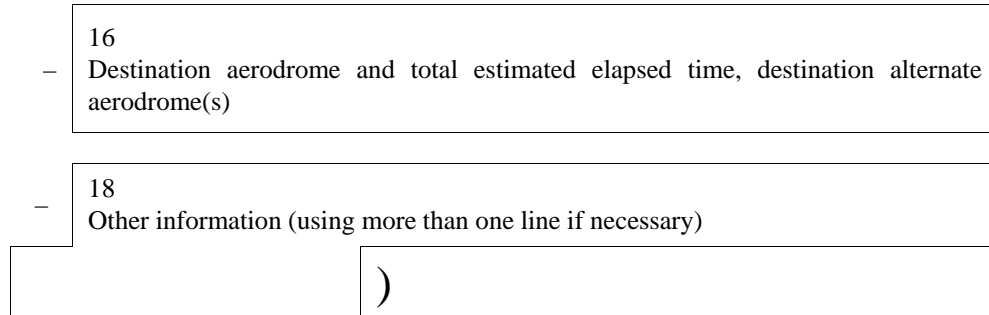 16
– Destination aerodrome and total estimated elapsed time, destination alternate
aerodrome(s)
18
–
Other information (using more than one line if necessary)
)